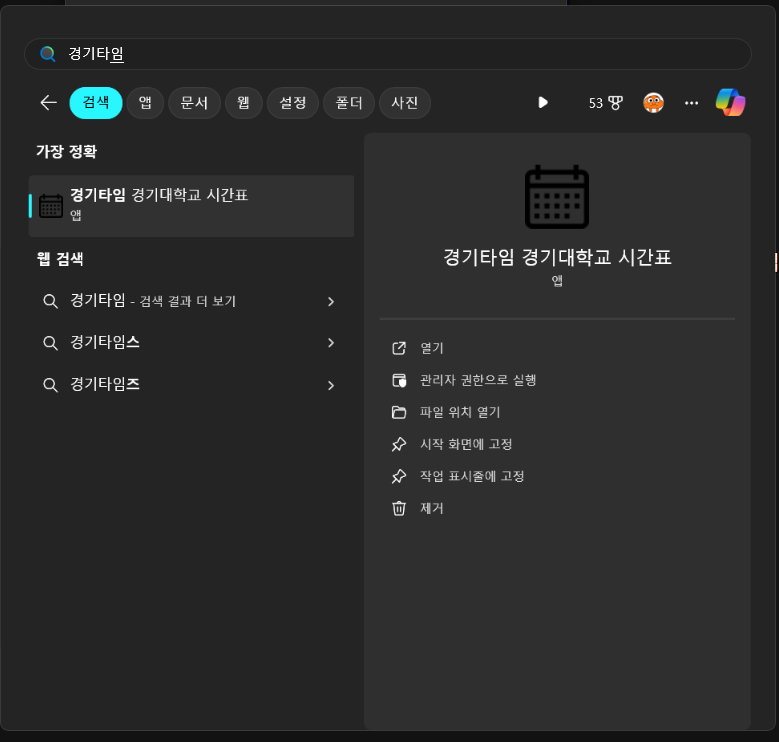 경기타임
검색 앱 문서 웹 설정 폴더 사진 53
가장 정확
경기타임 경기대학교 시간표
앱
웹 검색
경기타임 - 검색 결과 더 보기
경기타임스
경기타임즈
경기타임 경기대학교 시간표
앱
열기
관리자 권한으로 실행
파일 위치 열기
시작 화면에 고정
작업 표시줄에 고정
제거